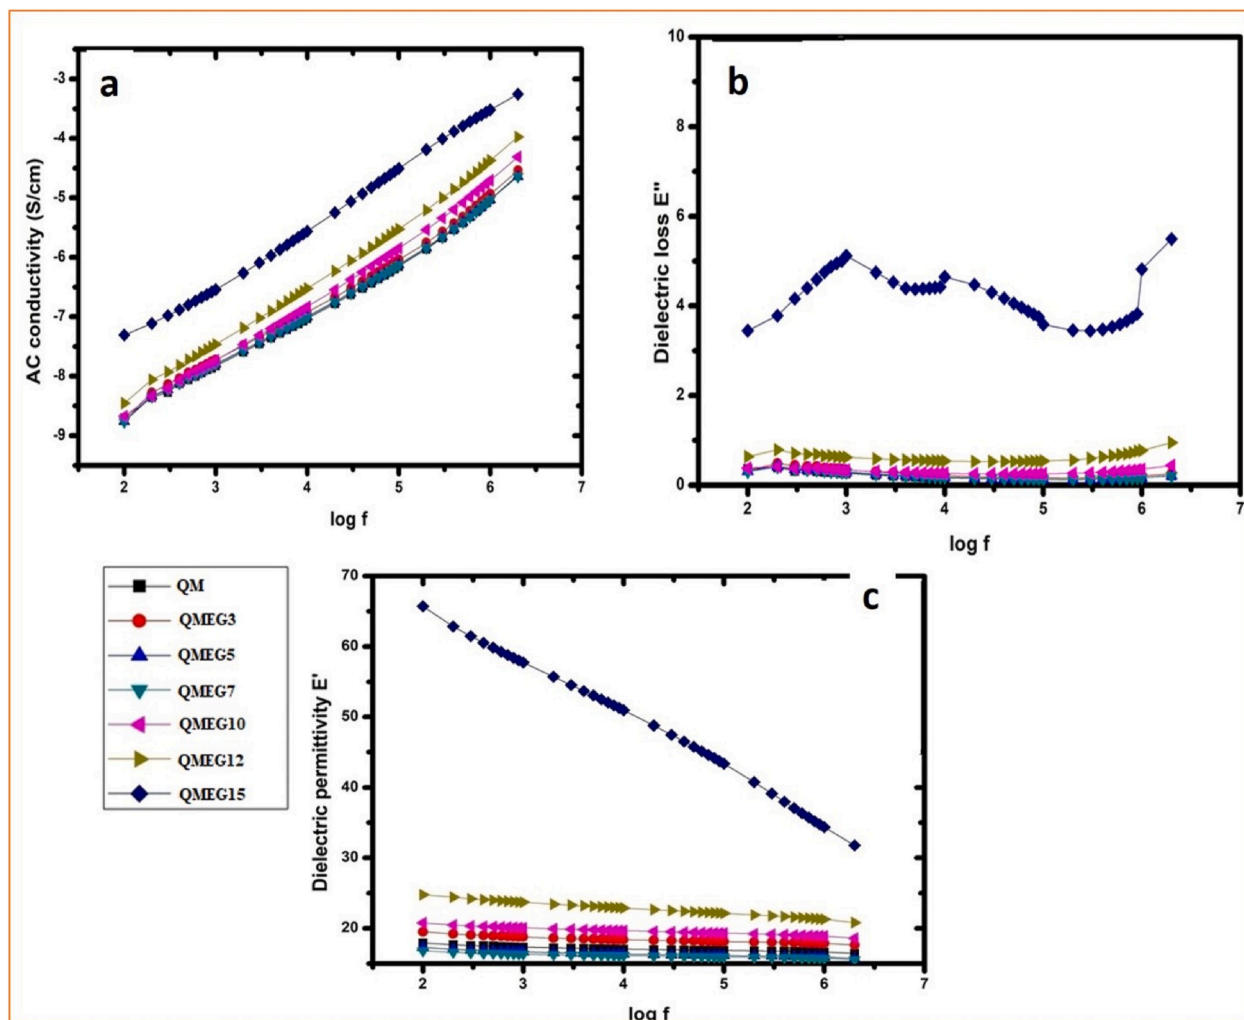 a
-3
-4
-5
-6
-7
-8
-9
AC conductivity (S/cm)
2 3 4 5 6 7
log f
b
10
8
6
4
2
0
Dielectric loss E"
2 3 4 5 6 7
log f
QM
QMEG3
QMEG5
QMEG7
QMEG10
QMEG12
QMEG15
c
70
60
50
40
30
20
Dielectric permittivity E'
2 3 4 5 6 7
log f